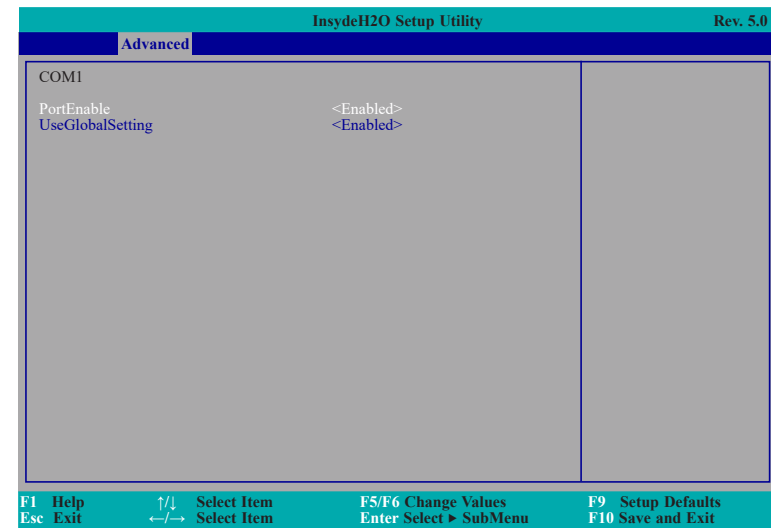 InsydeH2O Setup Utility Rev. 5.0
Advanced
COM1
PortEnable <Enabled>
UseGlobalSetting <Enabled>
F1 Help ↑/↓ Select Item F5/F6 Change Values F9 Setup Defaults
Esc Exit ←/→ Select Item Enter Select ▶ SubMenu F10 Save and Exit